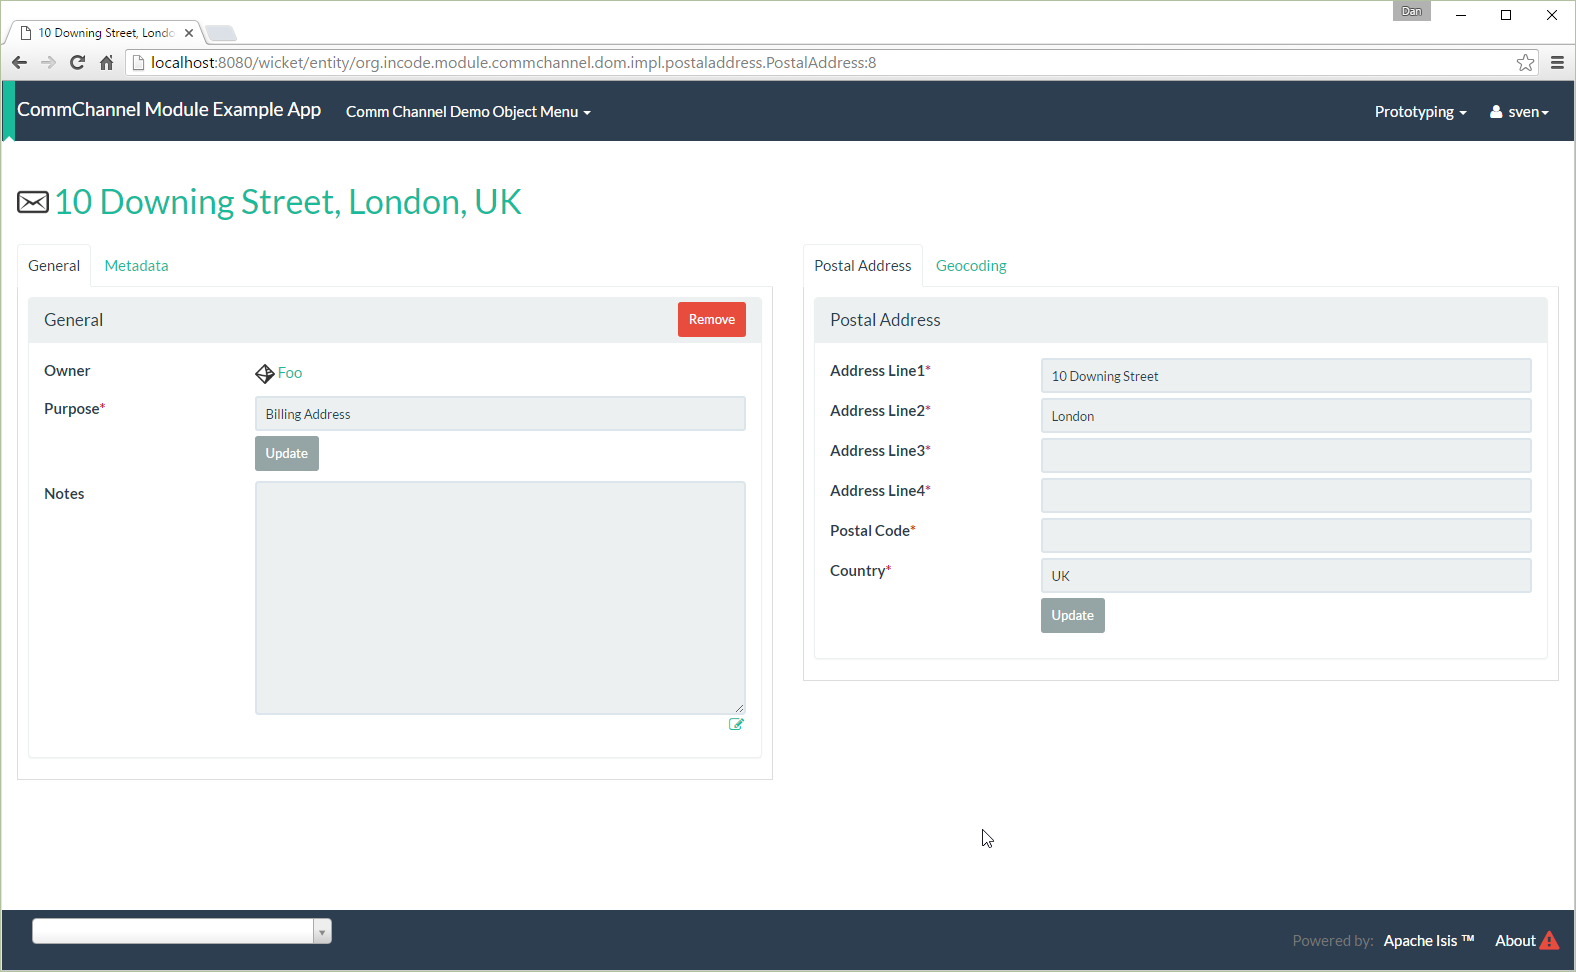 Dan
10 Downing Street, Londo
localhost:8080/wicket/entity/org.incode.module.commchannel.dom.impl.postaladdress.PostalAddress:8
CommChannel Module Example App Comm Channel Demo Object Menu Prototyping sven
10 Downing Street, London, UK
General Metadata
General Remove
Owner Foo
Purpose* Billing Address
Update
Notes
Postal Address Geocoding
Postal Address
Address Line1* 10 Downing Street
Address Line2* London
Address Line3*
Address Line4*
Postal Code*
Country* UK
Update
Powered by: Apache Isis ™ About